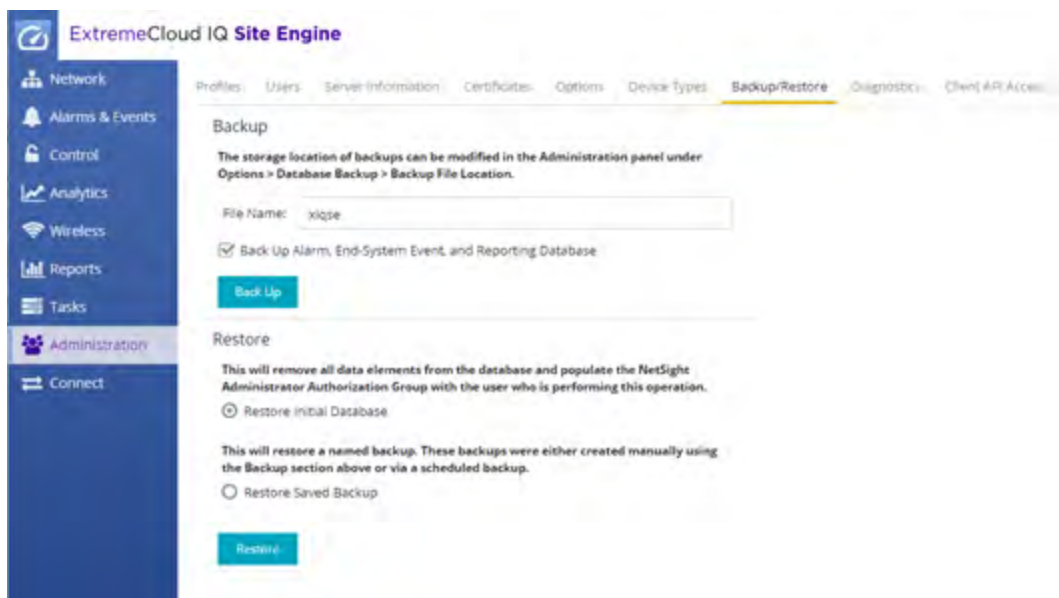 ExtremeCloud IQ Site Engine
Network
Alarms & Events
Control
Analytics
Wireless
Reports
Tasks
Administration
Connect
Profiles Users Server Information Certificates Options Device Types Backup/Restore Diagnostics Client API Access
Backup
The storage location of backups can be modified in the Administration panel under
Options > Database Backup > Backup File Location.
File Name: xiqse
Back Up Alarm, End-System Event, and Reporting Database
Back Up
Restore
This will remove all data elements from the database and populate the NetSight
Administrator Authorization Group with the user who is performing this operation.
Restore Initial Database
This will restore a named backup. These backups were either created manually using
the Backup section above or via a scheduled backup.
Restore Saved Backup
Restore